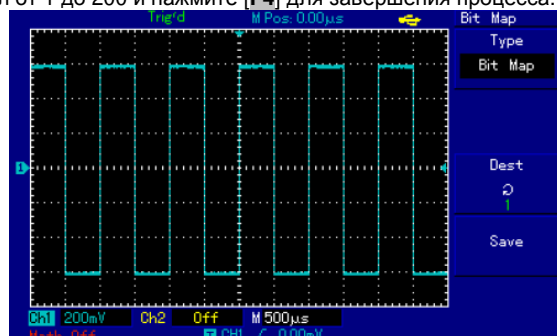 от 1 до 200 и нажмите [F4] для завершения процесса.
Trig'd M Pos: 0.00µs Bit Map
Type
Bit Map
Dest
1
Save
1
Ch1 200mV Ch2 Off M 500µs
Math Off T CH1 / 0.00mV